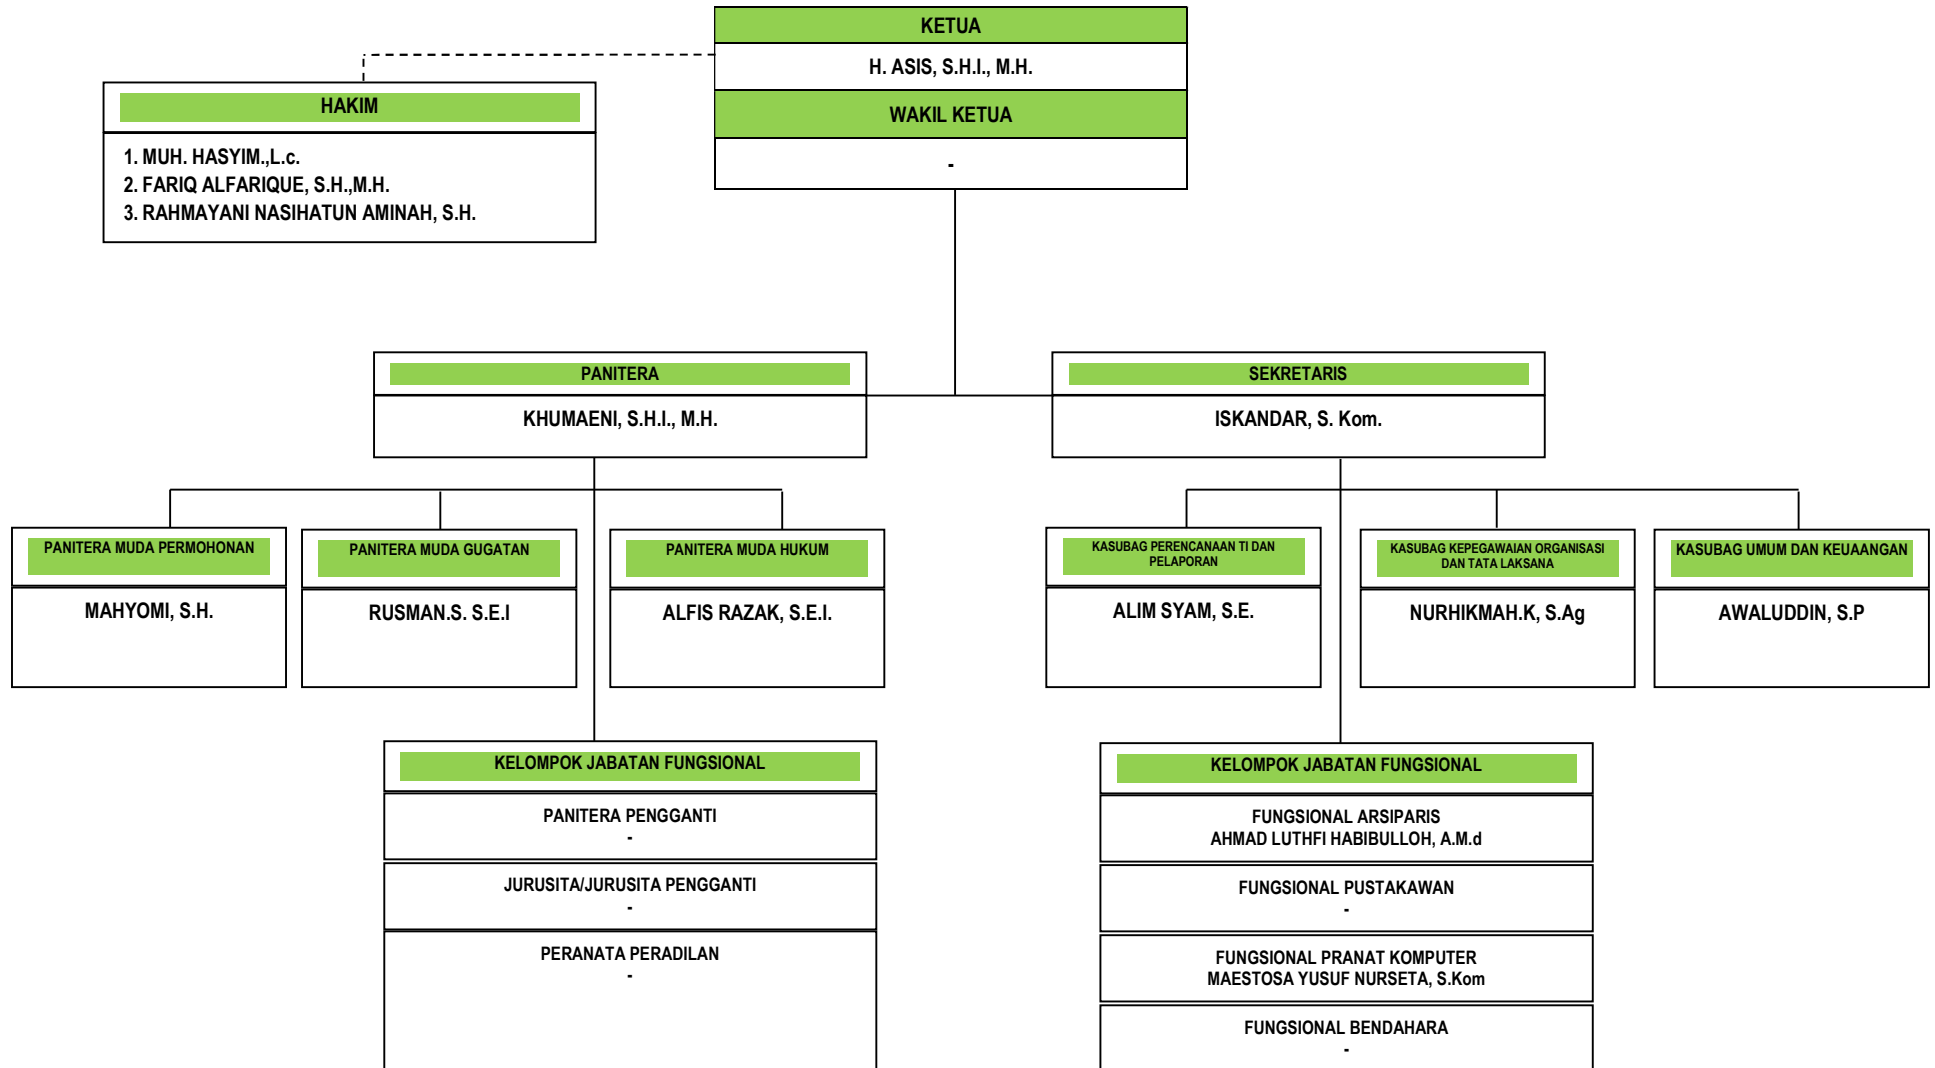 KETUA
H. ASIS, S.H.I., M.H.
WAKIL KETUA
-
HAKIM
1. MUH. HASYIM.,L.c.
2. FARIQ ALFARIQUE, S.H.,M.H.
3. RAHMAYANI NASIHATUN AMINAH, S.H.
PANITERA
KHUMAENI, S.H.I., M.H.
SEKRETARIS
ISKANDAR, S. Kom.
PANITERA MUDA PERMOHONAN
MAHYOMI, S.H.
PANITERA MUDA GUGATAN
RUSMAN.S. S.E.I
PANITERA MUDA HUKUM
ALFIS RAZAK, S.E.I.
KASUBAG PERENCANAAN TI DAN
PELAPORAN
ALIM SYAM, S.E.
KASUBAG KEPEGAWAIAN ORGANISASI
DAN TATA LAKSANA
NURHIKMAH.K, S.Ag
KASUBAG UMUM DAN KEUAANGAN
AWALUDDIN, S.P
KELOMPOK JABATAN FUNGSIONAL
PANITERA PENGGANTI
-
JURUSITA/JURUSITA PENGGANTI
-
PERANATA PERADILAN
-
KELOMPOK JABATAN FUNGSIONAL
FUNGSIONAL ARSIPARIS
AHMAD LUTHFI HABIBULLOH, A.M.d
FUNGSIONAL PUSTAKAWAN
-
FUNGSIONAL PRANAT KOMPUTER
MAESTOSA YUSUF NURSETA, S.Kom
FUNGSIONAL BENDAHARA
-